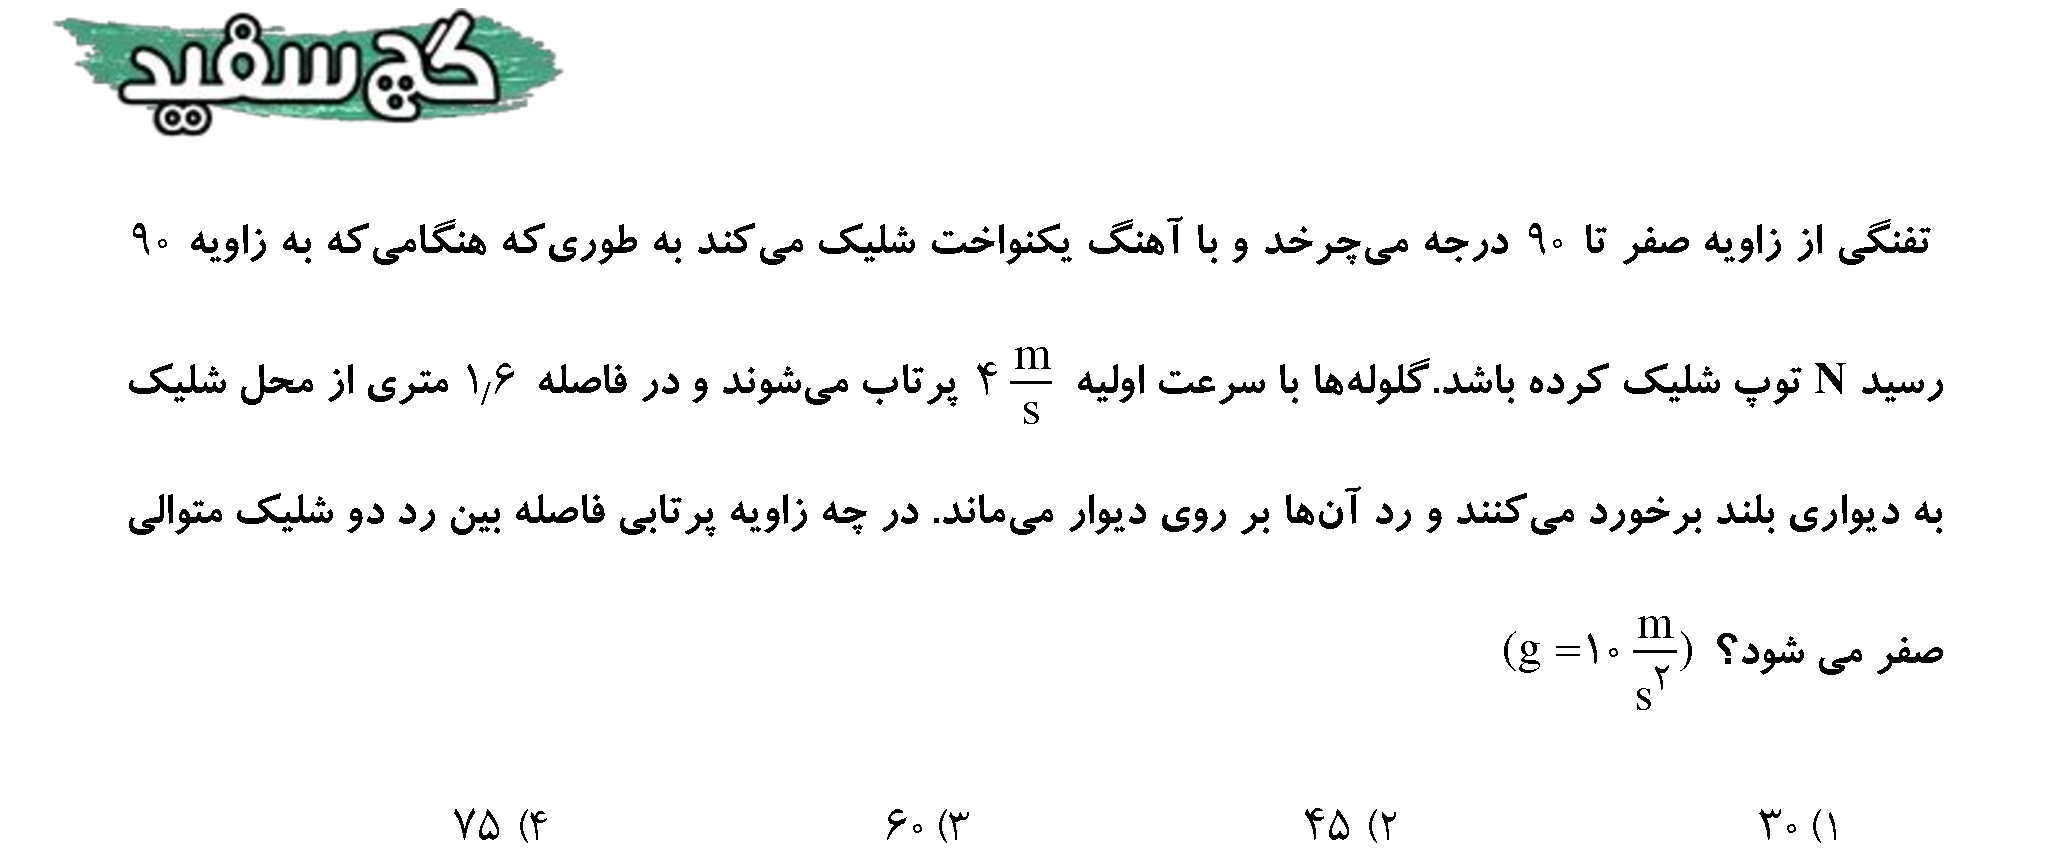 گچ سفید
تفنگی از زاویه صفر تا ۹۰ درجه می‌چرخد و با آهنگ یکنواخت شلیک می‌کند به طوری‌که هنگامی‌که به زاویه ۹۰
رسید N توپ شلیک کرده باشد. گلوله‌ها با سرعت اولیه ۴ m/s پرتاب می‌شوند و در فاصله ۱٫۶ متری از محل شلیک
به دیواری بلند برخورد می‌کنند و رد آن‌ها بر روی دیوار می‌ماند. در چه زاویه پرتابی فاصله بین رد دو شلیک متوالی
صفر می شود؟ (g = ۱۰ m/s²)
۱) ۳۰ ۲) ۴۵ ۳) ۶۰ ۴) ۷۵